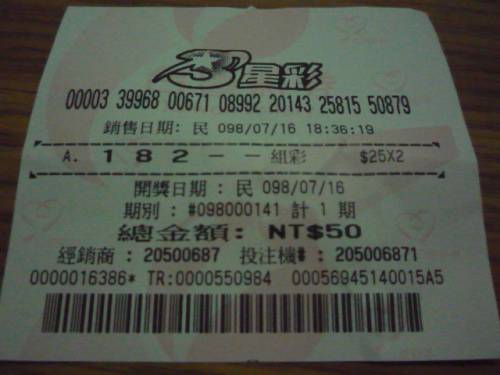 3星彩
00003 39968 00671 08992 20143 25815 50879
銷售日期: 民 098/07/16 18:36:19
A. 1 8 2 - - 組彩 $25X2
開獎日期 : 民 098/07/16
期別 : #098000141 計 1 期
總金額: NT$50
經銷商 : 20500687 投注機# : 205006871
0000016386* TR:0000550984 00056945140015A5